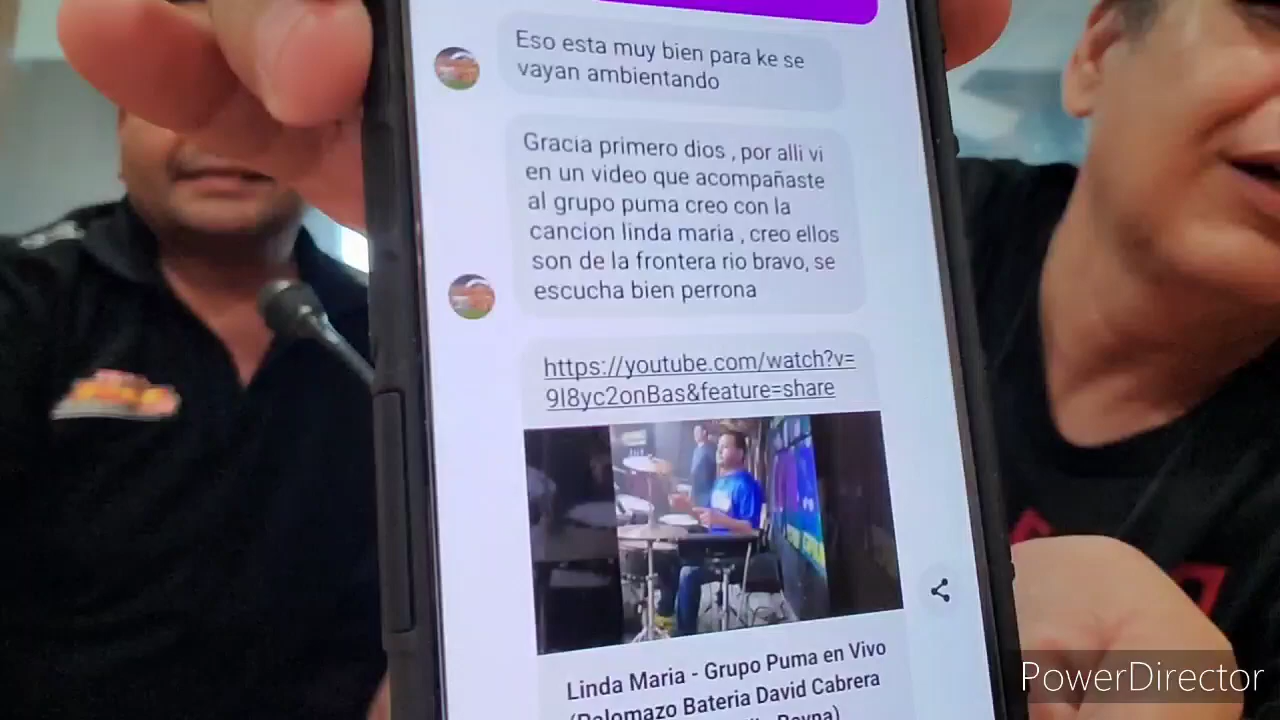 Eso esta muy bien para ke se
vayan ambientando
Gracia primero dios , por alli vi
en un video que acompañaste
al grupo puma creo con la
cancion linda maria , creo ellos
son de la frontera rio bravo, se
escucha bien perrona
https://youtube.com/watch?v=
9I8yc2onBas&feature=share
Linda Maria - Grupo Puma en Vivo
(Palomazo Bateria David Cabrera
Reyna)
PowerDirector